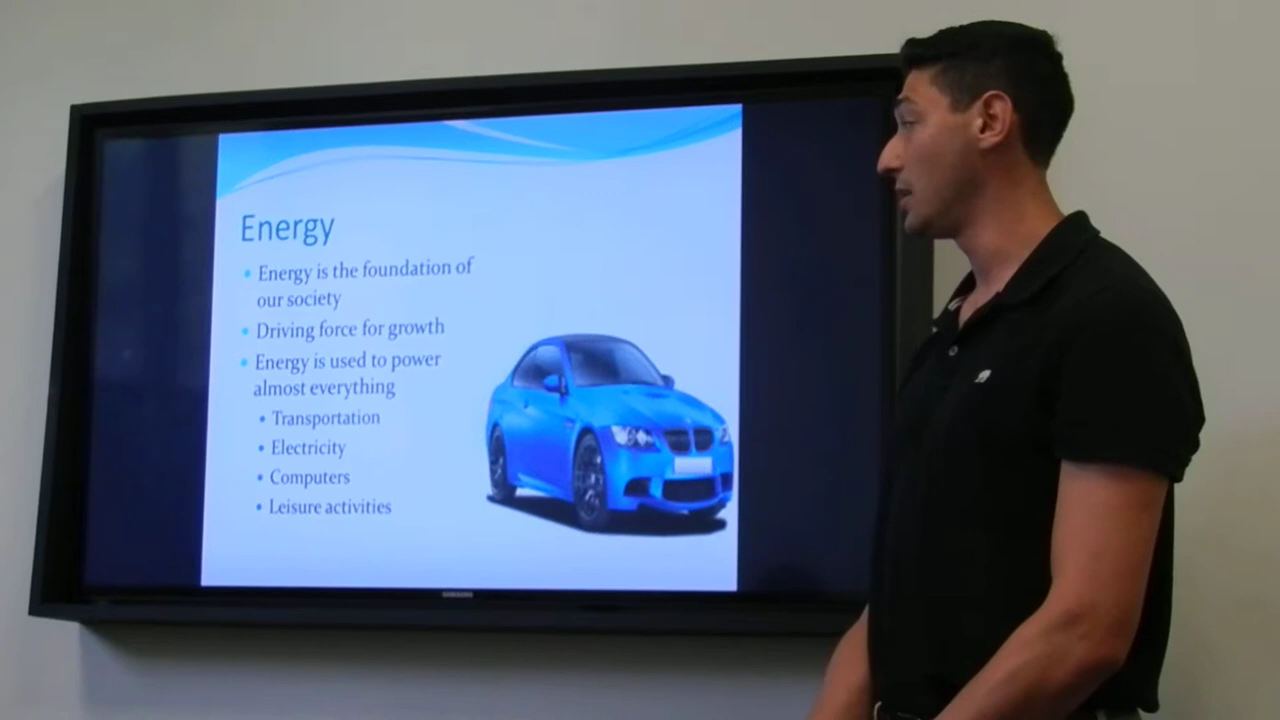 Energy
• Energy is the foundation of
our society
• Driving force for growth
• Energy is used to power
almost everything
• Transportation
• Electricity
• Computers
• Leisure activities
SAMSUNG